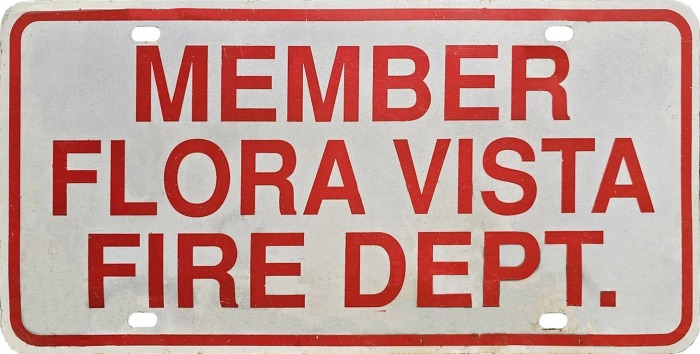 MEMBER
FLORA VISTA
FIRE DEPT.